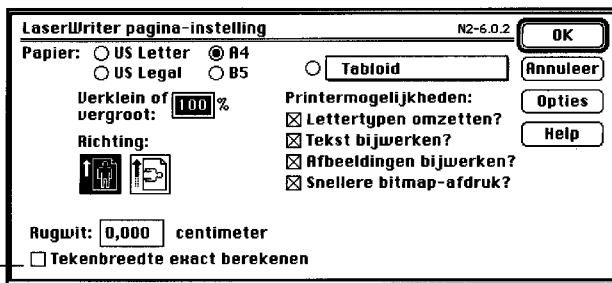 LaserWriter pagina-instelling N2-6.0.2 OK
Papier: US Letter A4
US Legal B5 Tabloid Annuleer
Verklein of vergroot: 100 %
Printermogelijkheden: Opties
Lettertypen omzetten?
Richting: Tekst bijwerken? Help
Afbeeldingen bijwerken?
Snellere bitmap-afdruk?
Rugwit: 0,000 centimeter
Tekenbreedte exact berekenen